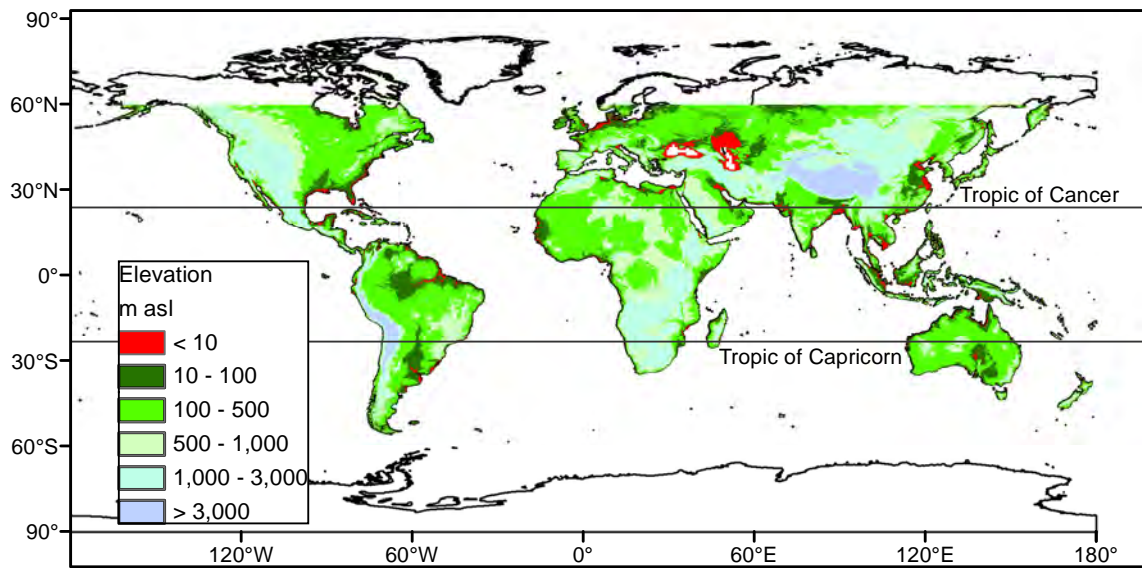 90°
60°N
30°N
0°
30°S
60°S
90°
Tropic of Cancer
Tropic of Capricorn
Elevation
m asl
< 10
10 - 100
100 - 500
500 - 1,000
1,000 - 3,000
> 3,000
120°W 60°W 0° 60°E 120°E 180°